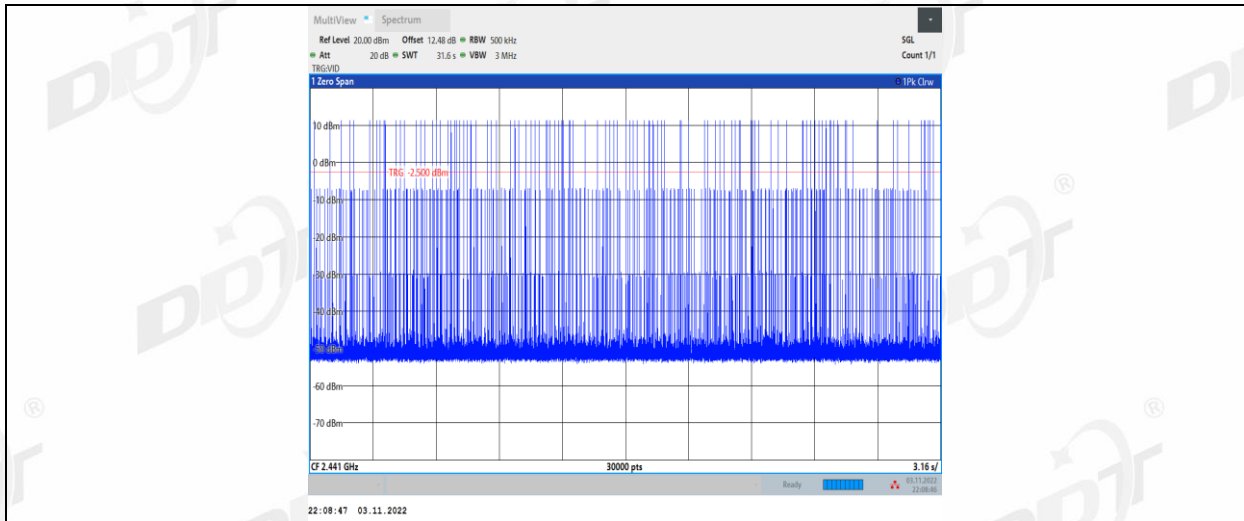 MultiView Spectrum
Ref Level 20.00 dBm Offset 12.48 dB RBW 500 kHz SGL
Att 20 dB SWT 31.6 s VBW 3 MHz Count 1/1
TRG:VID
1 Zero Span 1Pk Clrw
10 dBm
0 dBm
TRG -2.500 dBm
-10 dBm
-20 dBm
-30 dBm
-40 dBm
-50 dBm
-60 dBm
-70 dBm
CF 2.441 GHz 30000 pts 3.16 s/
Ready 03.11.2022
22:08:46
22:08:47 03.11.2022
DDT
®